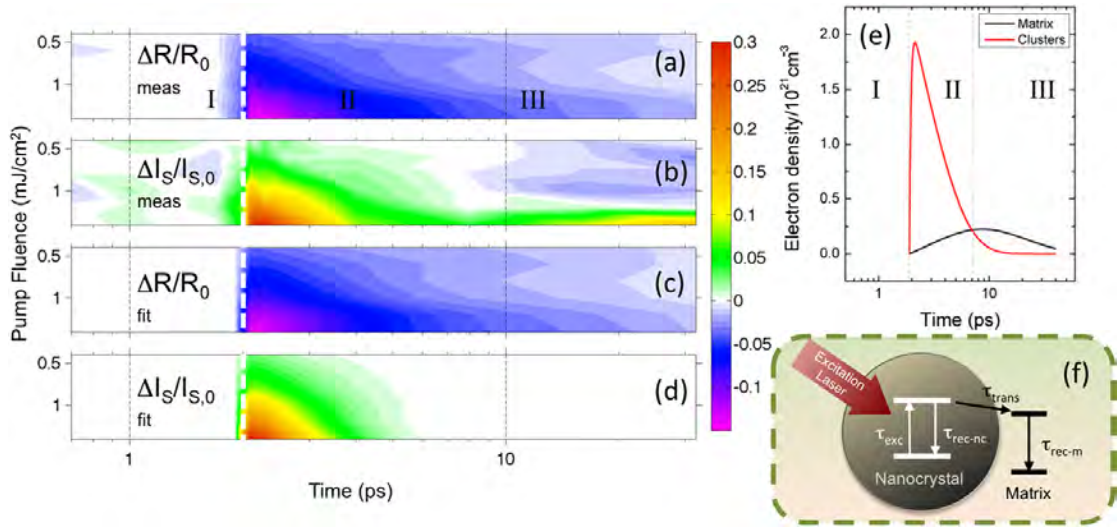 Pump Fluence (mJ/cm²)
0.5
1
ΔR/R₀
meas
I
II
III
(a)
0.5
1
ΔI_S/I_S,0
meas
(b)
0.5
1
ΔR/R₀
fit
(c)
0.5
1
ΔI_S/I_S,0
fit
(d)
1
10
Time (ps)
0.3
0.25
0.2
0.15
0.1
0.05
0
-0.05
-0.1
(e)
Matrix
Clusters
Electron density/10²¹cm⁻³
2.0
1.5
1.0
0.5
0.0
I
II
III
1
10
Time (ps)
(f)
Excitation
Laser
τexc
τrec-nc
τtrans
τrec-m
Nanocrystal
Matrix